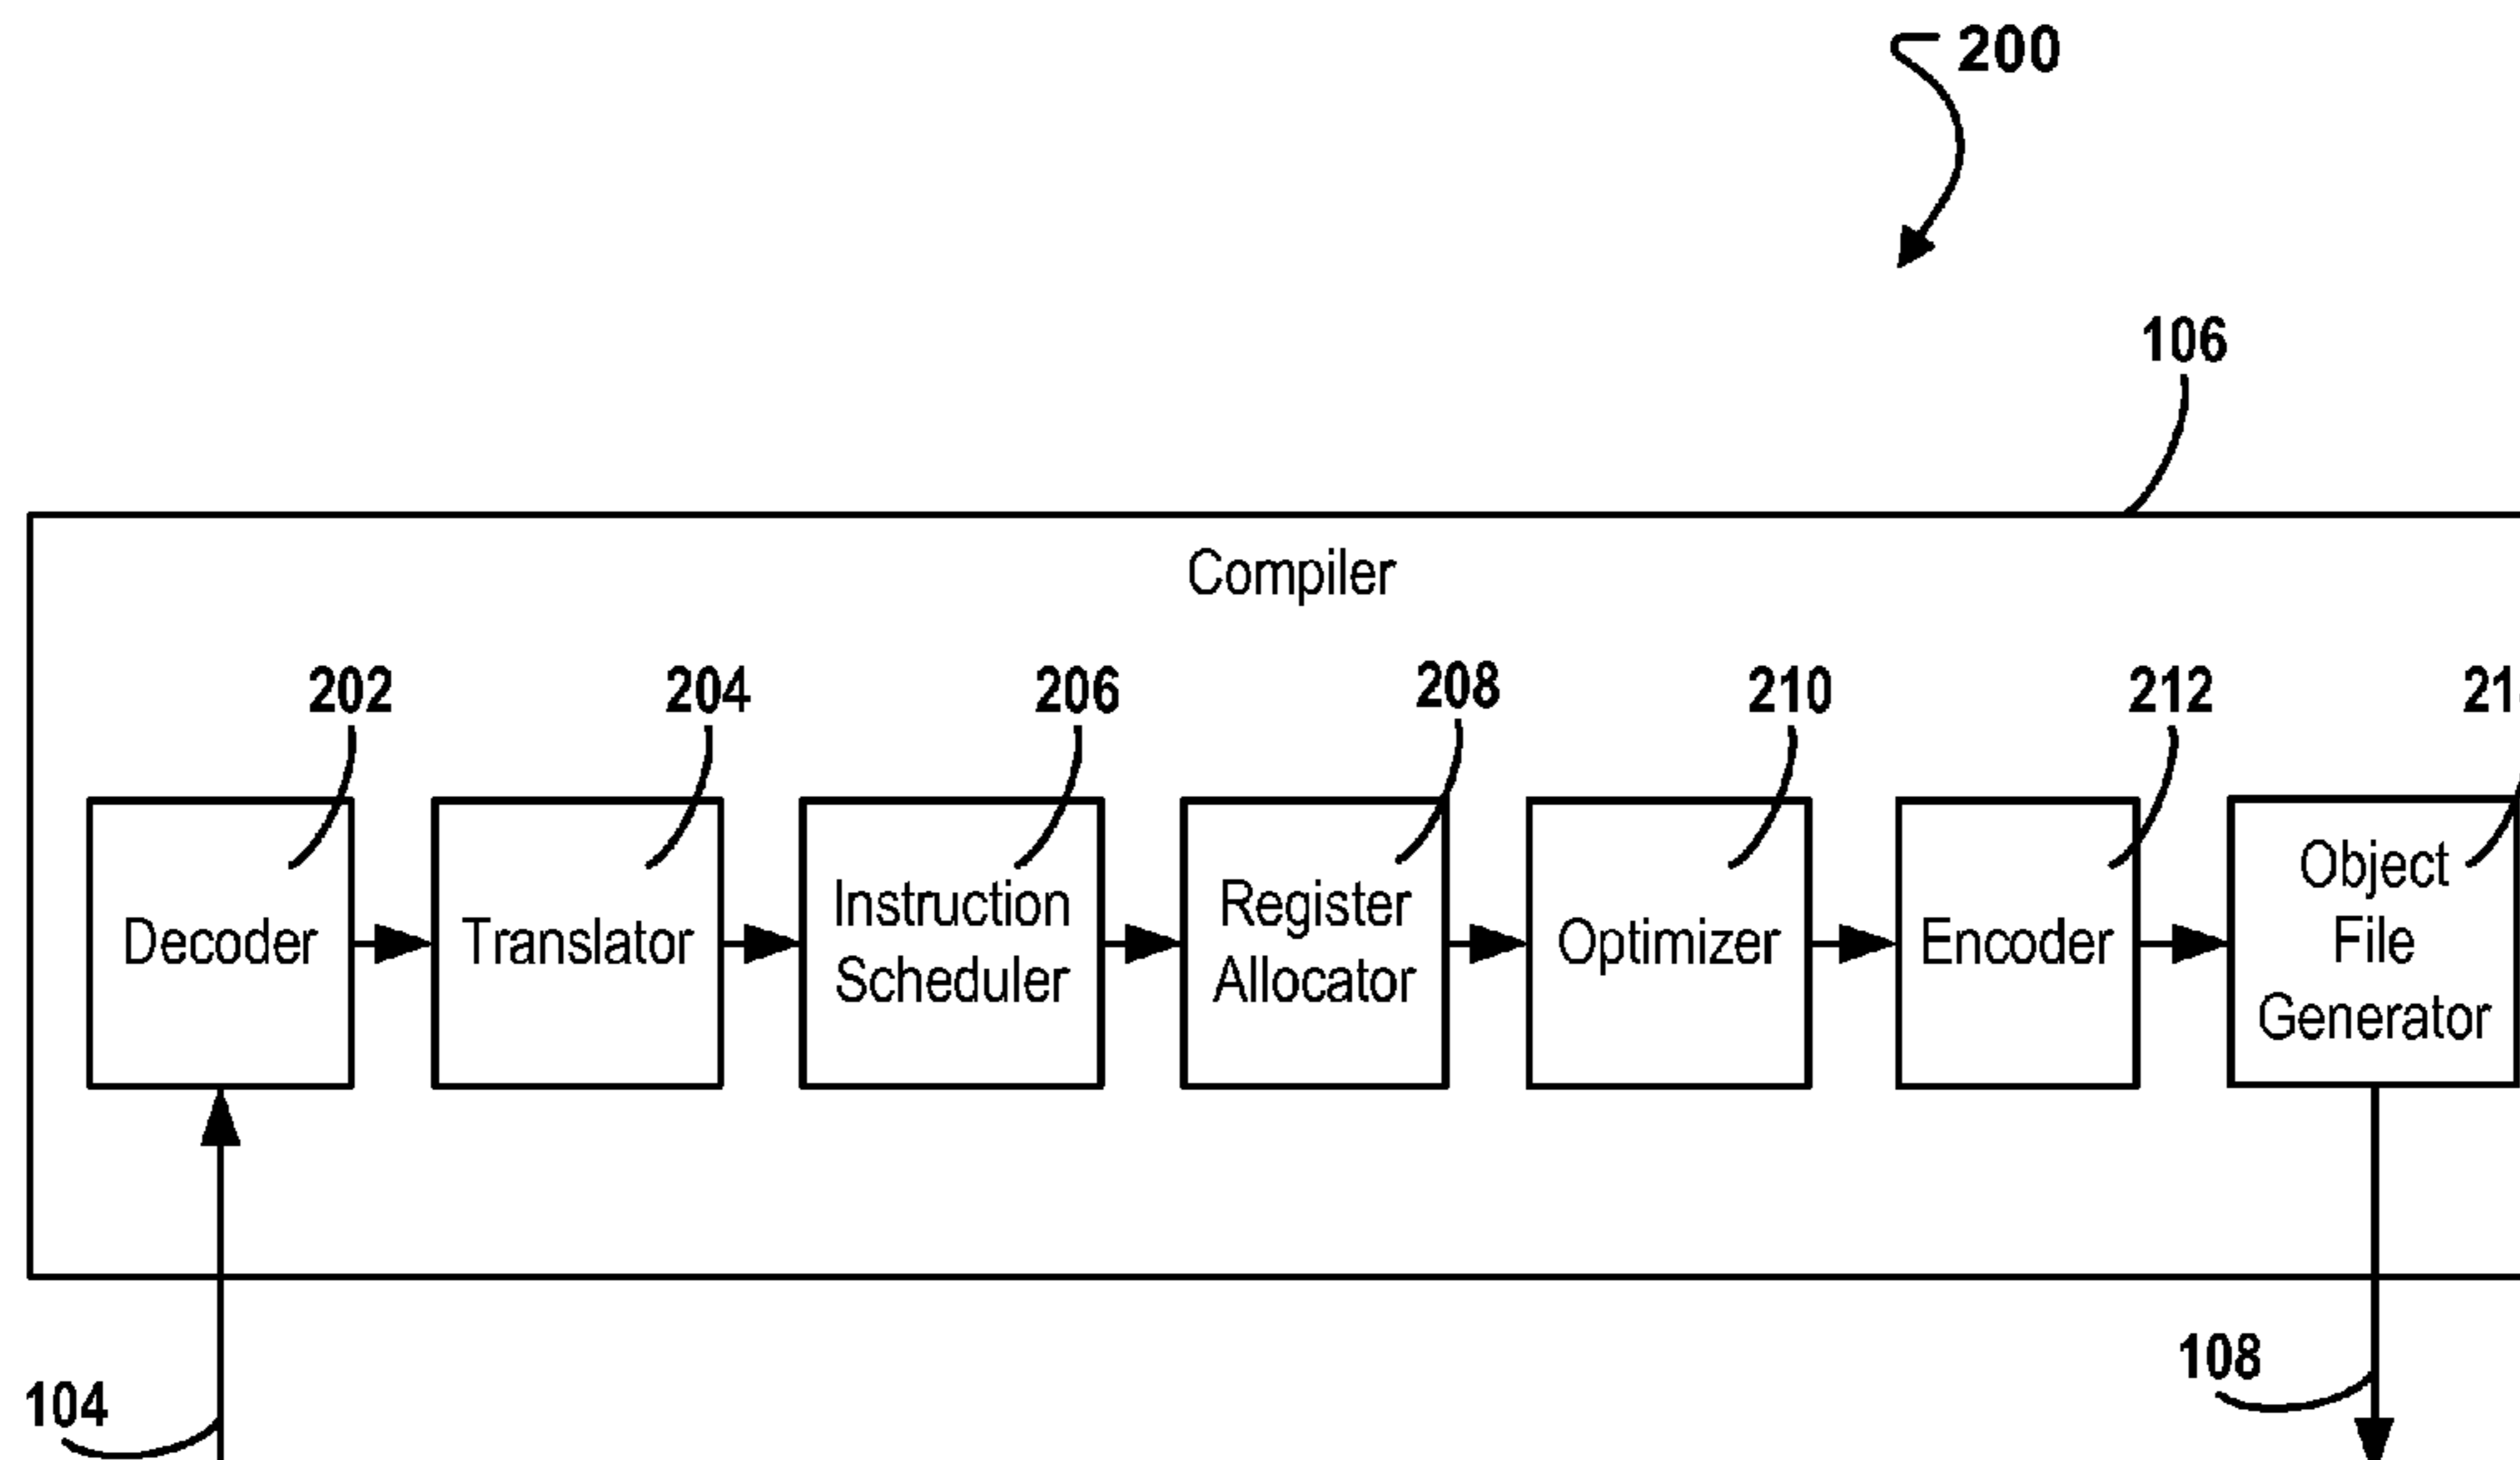 200
106
Compiler
202 204 206 208 210 212
Decoder
Translator
Instruction
Scheduler
Register
Allocator
Optimizer
Encoder
Object
File
Generator
104
108